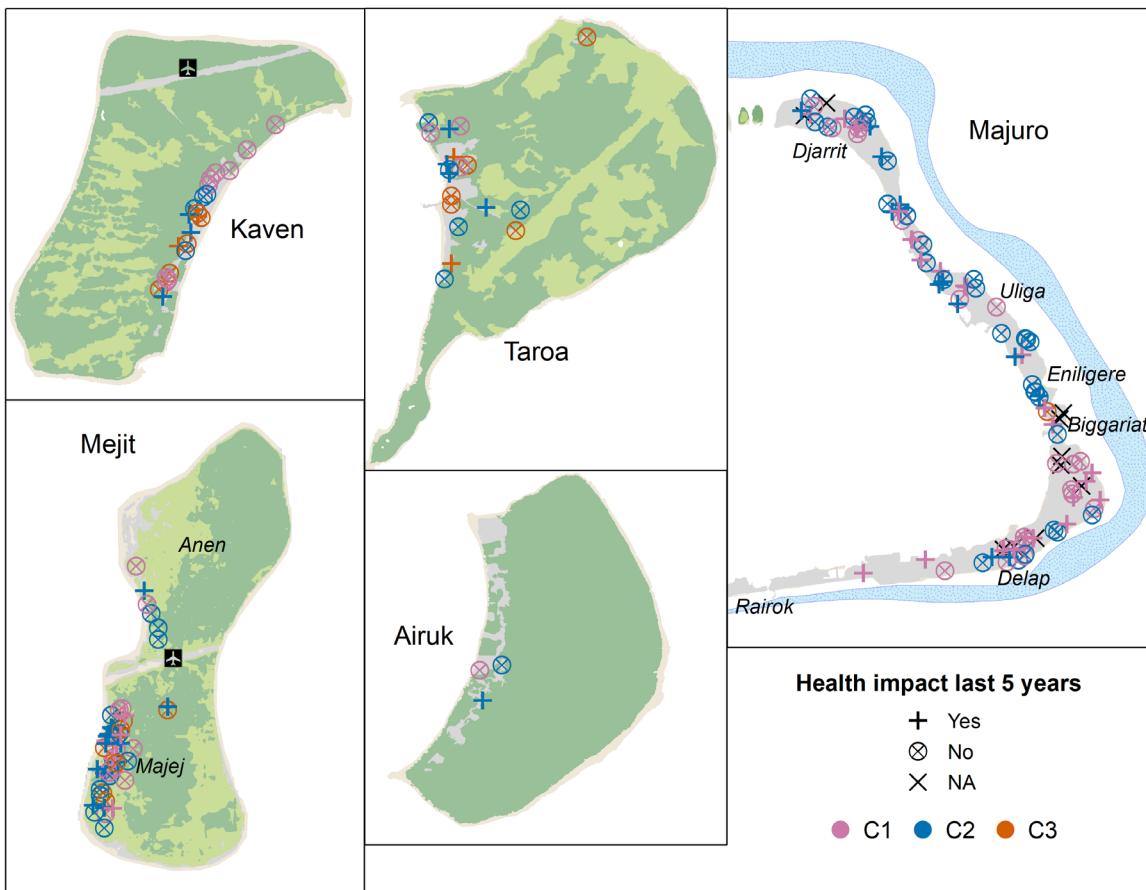 Kaven
Taroa
Majuro
Djarrit
Uliga
Eniligere
Biggariat
Delap
Rairok
Mejit
Anen
Majej
Airuk
Health impact last 5 years
Yes
No
NA
C1 C2 C3